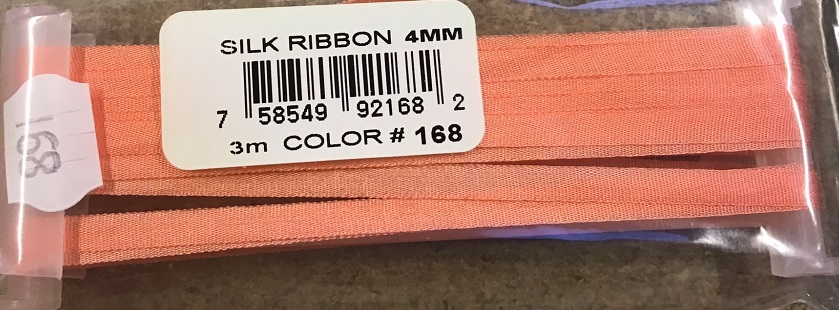 SILK RIBBON 4MM
7 58549 92168 2
3m COLOR # 168
168